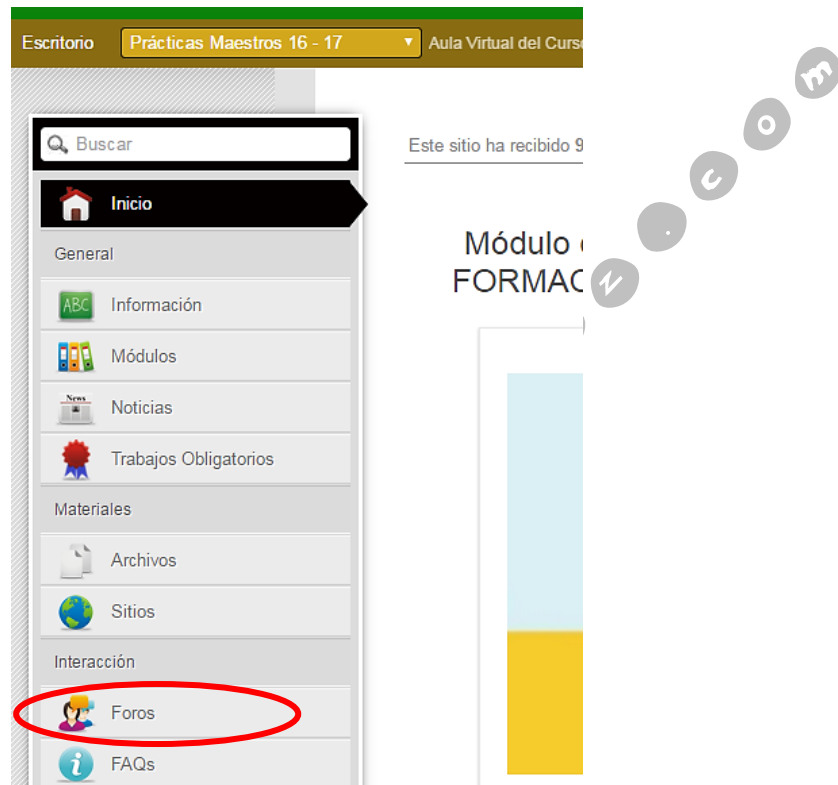 Escritorio
Prácticas Maestros 16 - 17
Aula Virtual del Curs
Buscar
Este sitio ha recibido 9
Inicio
General
Módulo
FORMAC
ABC
Información
Módulos
News
Noticias
Trabajos Obligatorios
Materiales
Archivos
Sitios
Interacción
Foros
i
FAQs
z.com